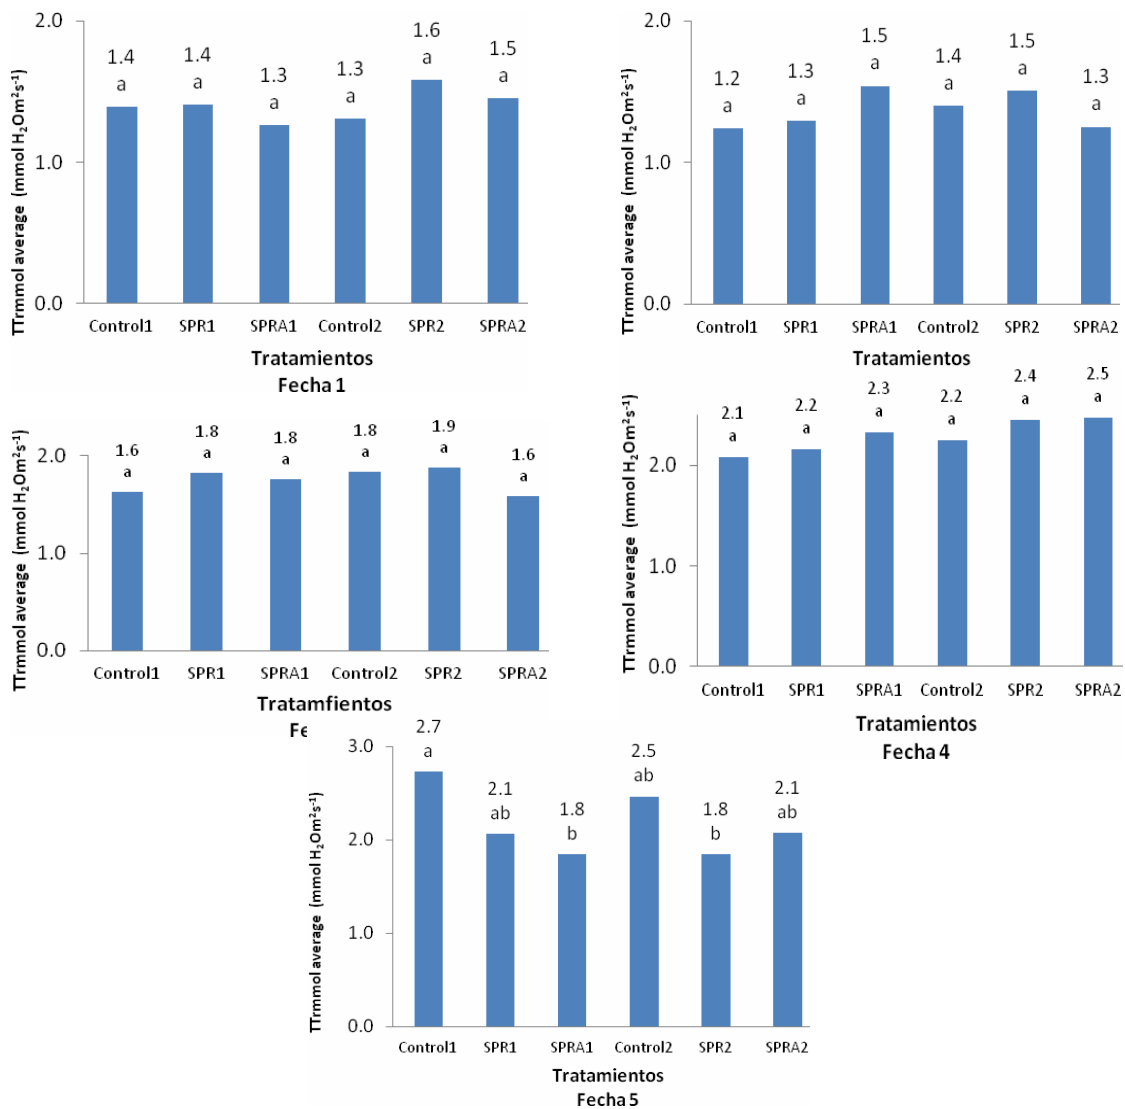 TTrmmol average (mmol H₂Om²s⁻¹)
2.0
1.0
0.0
1.4 1.4 1.3 1.3 1.6 1.5
a a a a a a
Control1 SPR1 SPRA1 Control2 SPR2 SPRA2
Tratamientos
Fecha 1
TTrmmol average (mmol H₂Om²s⁻¹)
2.0
1.0
0.0
1.2 1.3 1.5 1.4 1.5 1.3
a a a a a a
Control1 SPR1 SPRA1 Control2 SPR2 SPRA2
Tratamientos
TTrmmol average (mmol H₂Om²s⁻¹)
2.0
1.0
0.0
1.6 1.8 1.8 1.8 1.9 1.6
a a a a a a
Control1 SPR1 SPRA1 Control2 SPR2 SPRA2
Tratamfientos
TTrmmol average (mmol H₂Om²s⁻¹)
2.0
1.0
0.0
2.1 2.2 2.3 2.2 2.4 2.5
a a a a a a
Control1 SPR1 SPRA1 Control2 SPR2 SPRA2
Tratamientos
Fecha 4
TTrmmol average (mmol H₂Om²s⁻¹)
3.0
2.0
1.0
0.0
2.7 2.1 1.8 2.5 1.8 2.1
a ab b ab b ab
Control1 SPR1 SPRA1 Control2 SPR2 SPRA2
Tratamientos
Fecha 5